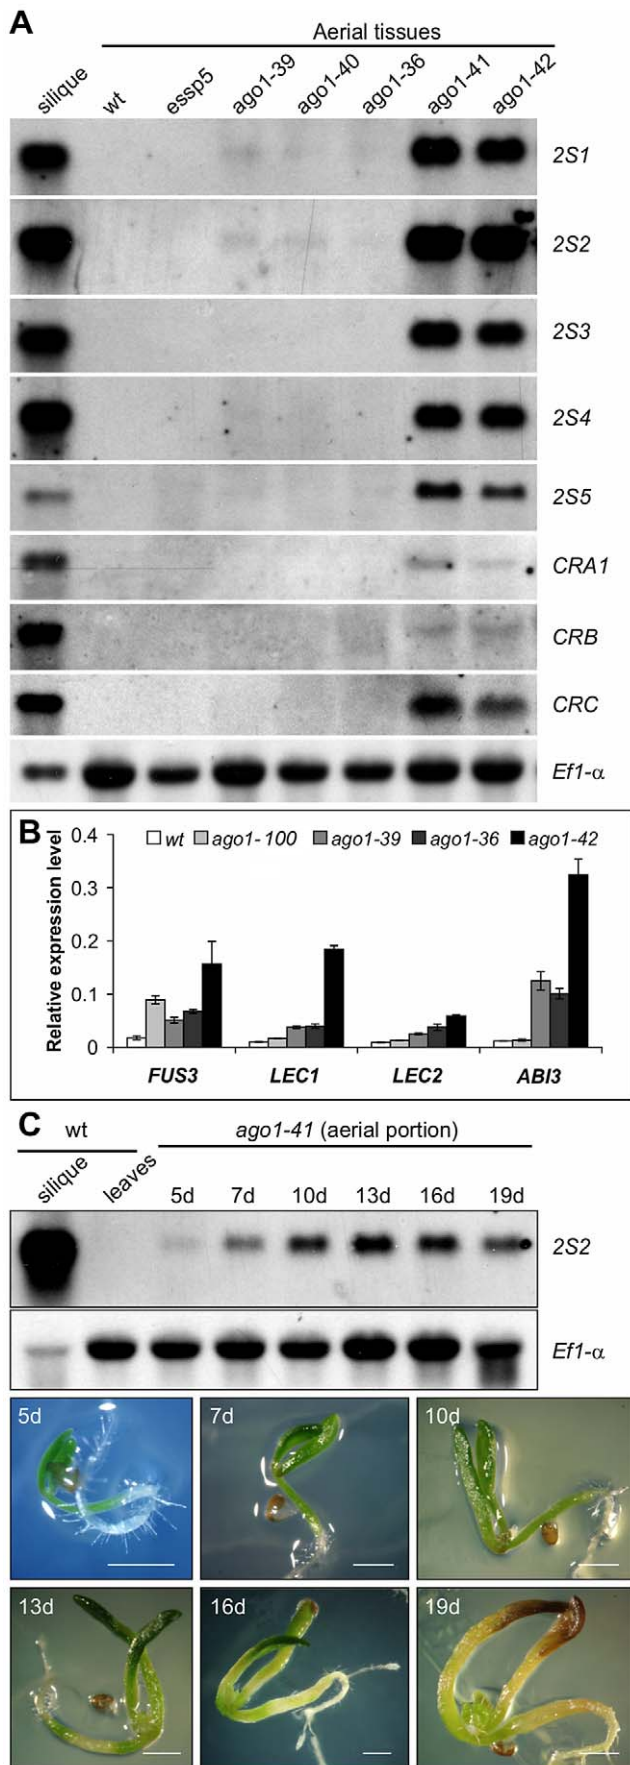 A
Aerial tissues
silique wt essp5 ago1-39 ago1-40 ago1-36 ago1-41 ago1-42
2S1
2S2
2S3
2S4
2S5
CRA1
CRB
CRC
Ef1-α
B
wt ago1-100 ago1-39 ago1-36 ago1-42
Relative expression level
0.4
0.3
0.2
0.1
0
FUS3 LEC1 LEC2 ABI3
C
wt ago1-41 (aerial portion)
silique leaves 5d 7d 10d 13d 16d 19d
2S2
Ef1-α
5d 7d 10d
13d 16d 19d